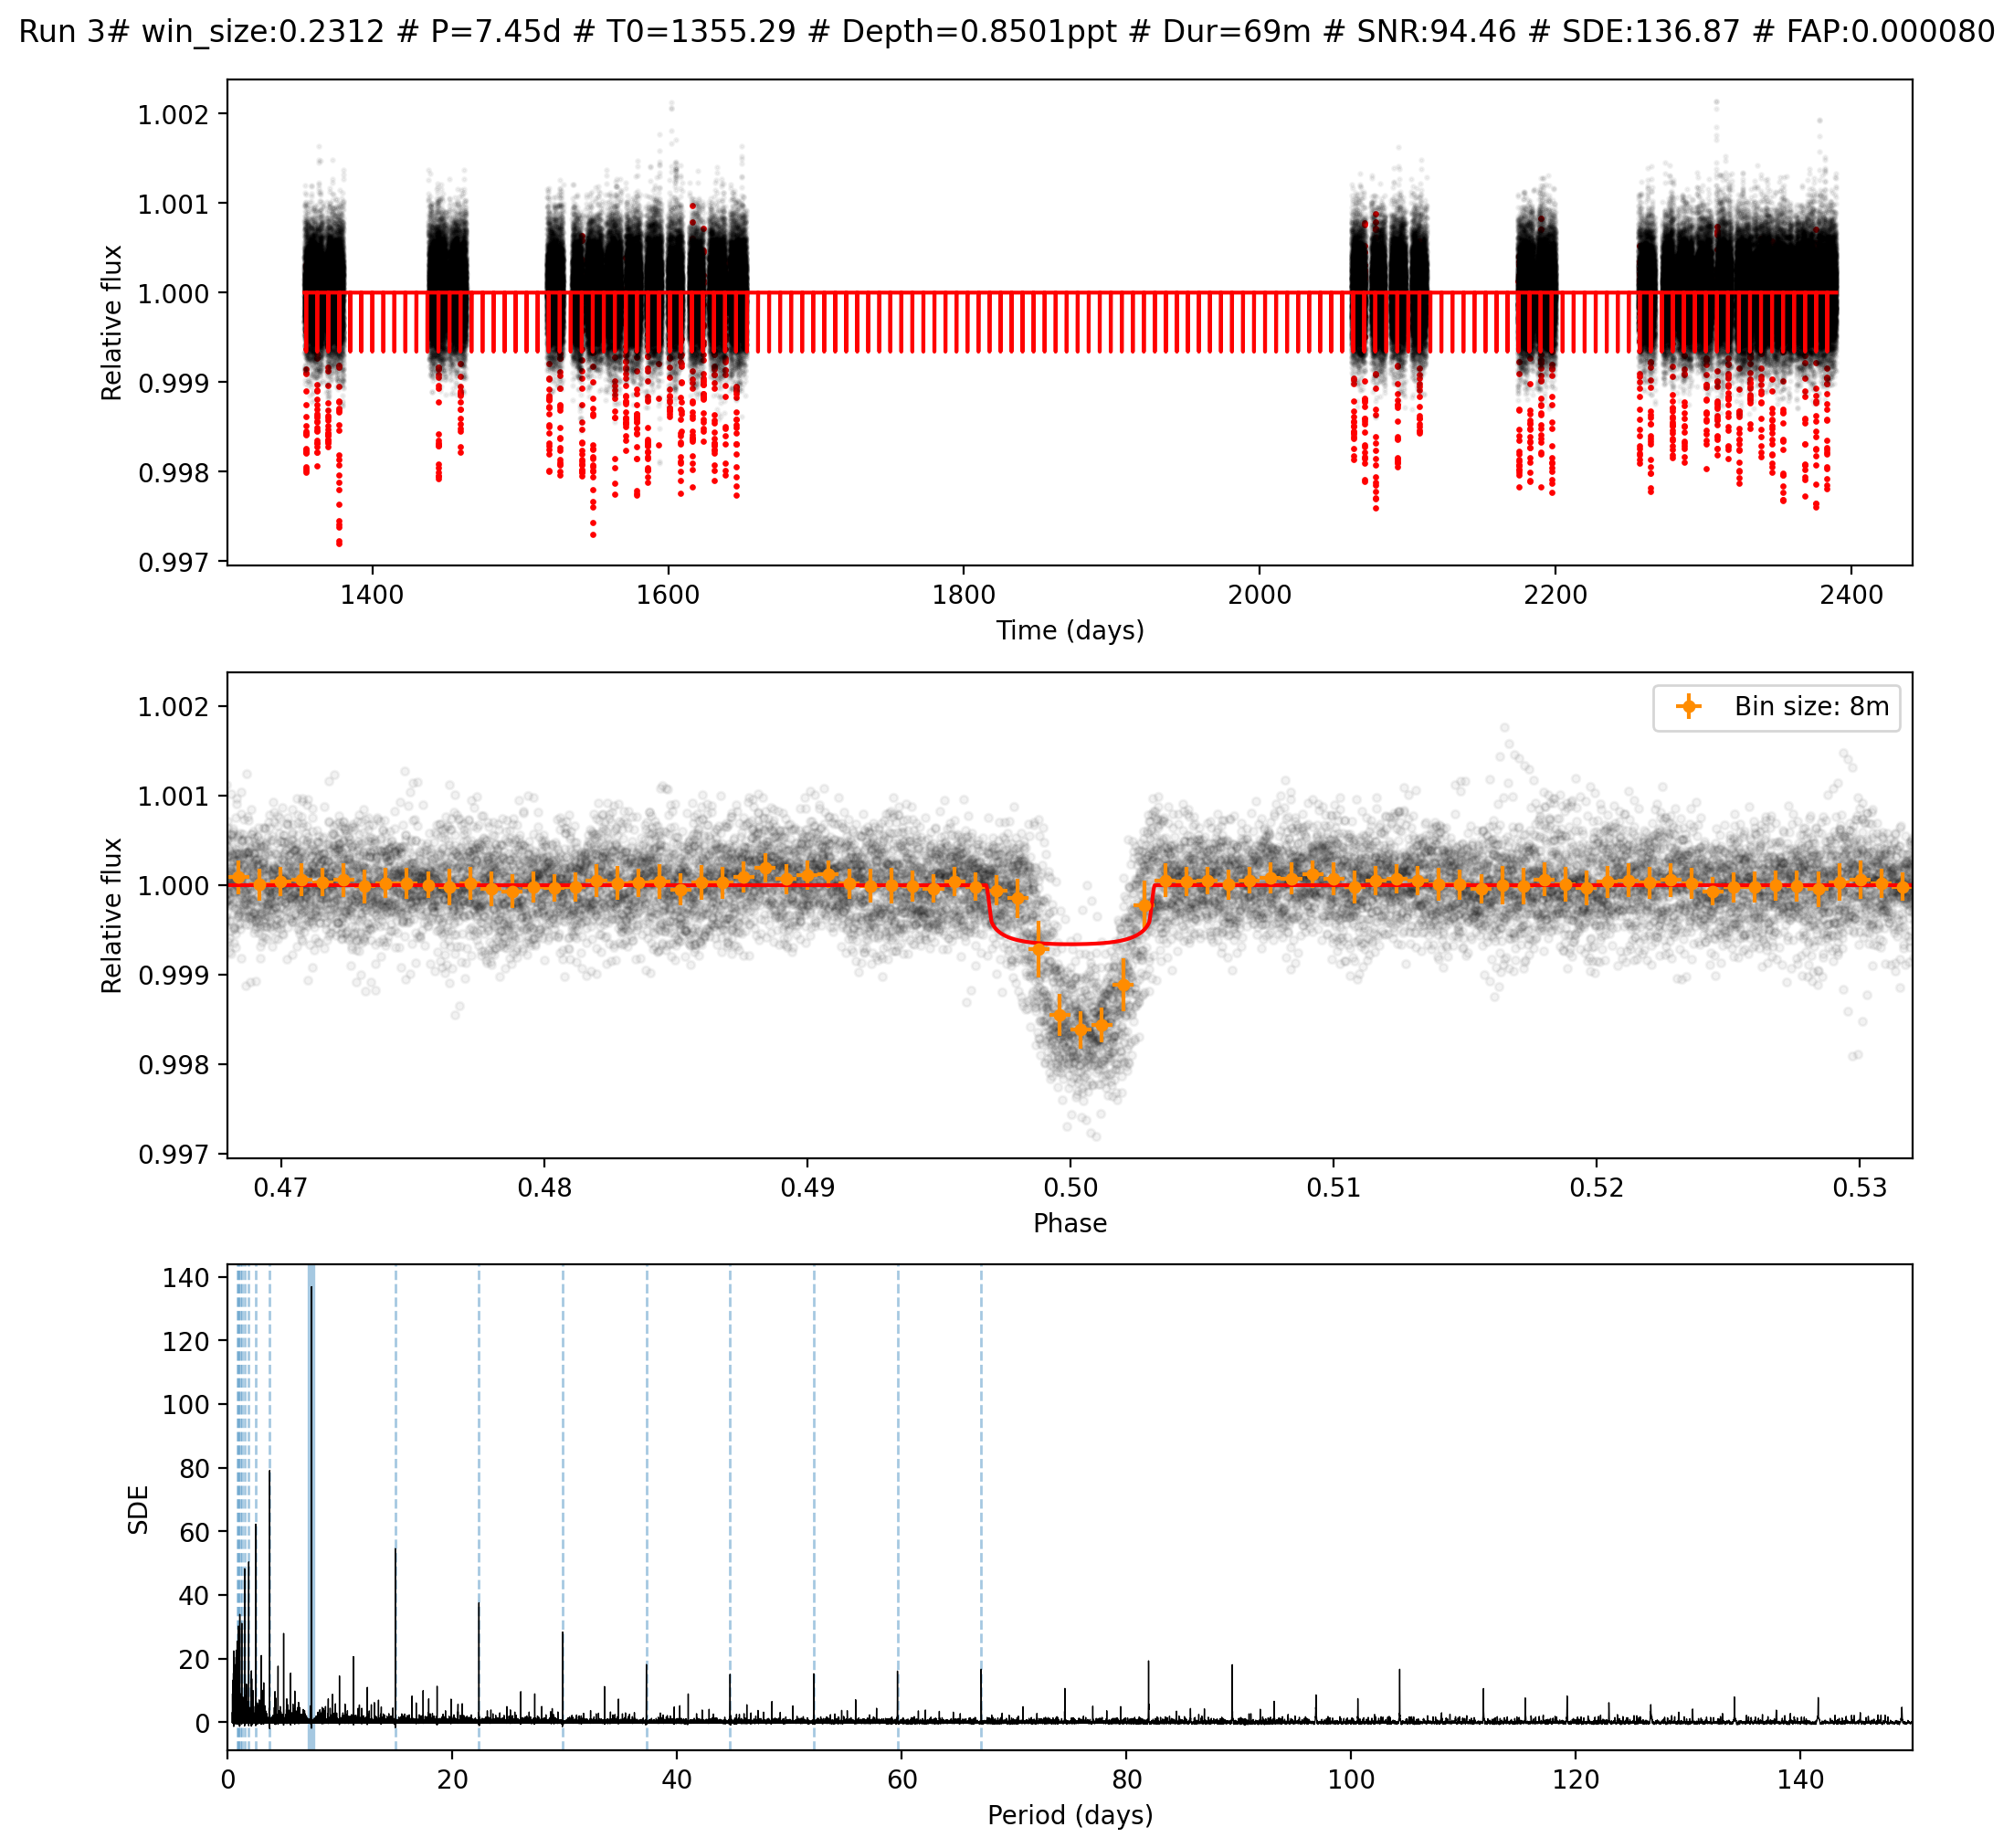 Run 3# win_size:0.2312 # P=7.45d # T0=1355.29 # Depth=0.8501ppt # Dur=69m # SNR:94.46 # SDE:136.87 # FAP:0.000080
1.002
1.001
1.000
0.999
0.998
0.997
Relative flux
1400 1600 1800 2000 2200 2400
Time (days)
Bin size: 8m
1.002
1.001
1.000
0.999
0.998
0.997
Relative flux
0.47 0.48 0.49 0.50 0.51 0.52 0.53
Phase
140
120
100
80
60
40
20
0
SDE
0 20 40 60 80 100 120 140
Period (days)